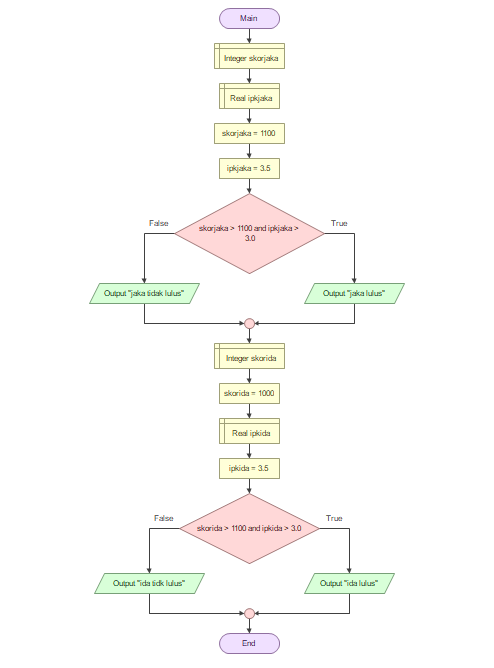 Main
Integer skorjaka
Real ipkjaka
skorjaka = 1100
ipkjaka = 3.5
False
True
skorjaka > 1100 and ipkjaka >
3.0
Output "jaka tidak lulus"
Output "jaka lulus"
Integer skorida
skorida = 1000
Real ipkida
ipkida = 3.5
False
True
skorida > 1100 and ipkida > 3.0
Output "ida tidk lulus"
Output "ida lulus"
End